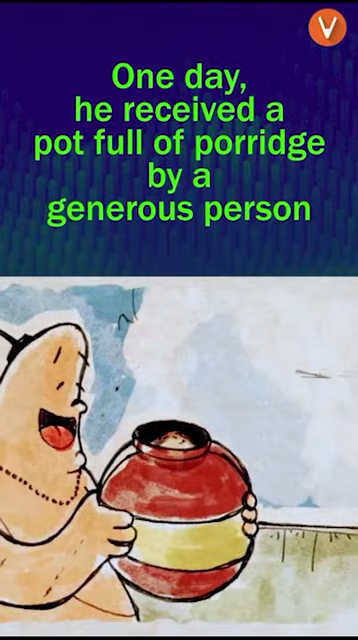 V
One day,
he received a
pot full of porridge
by a
generous person